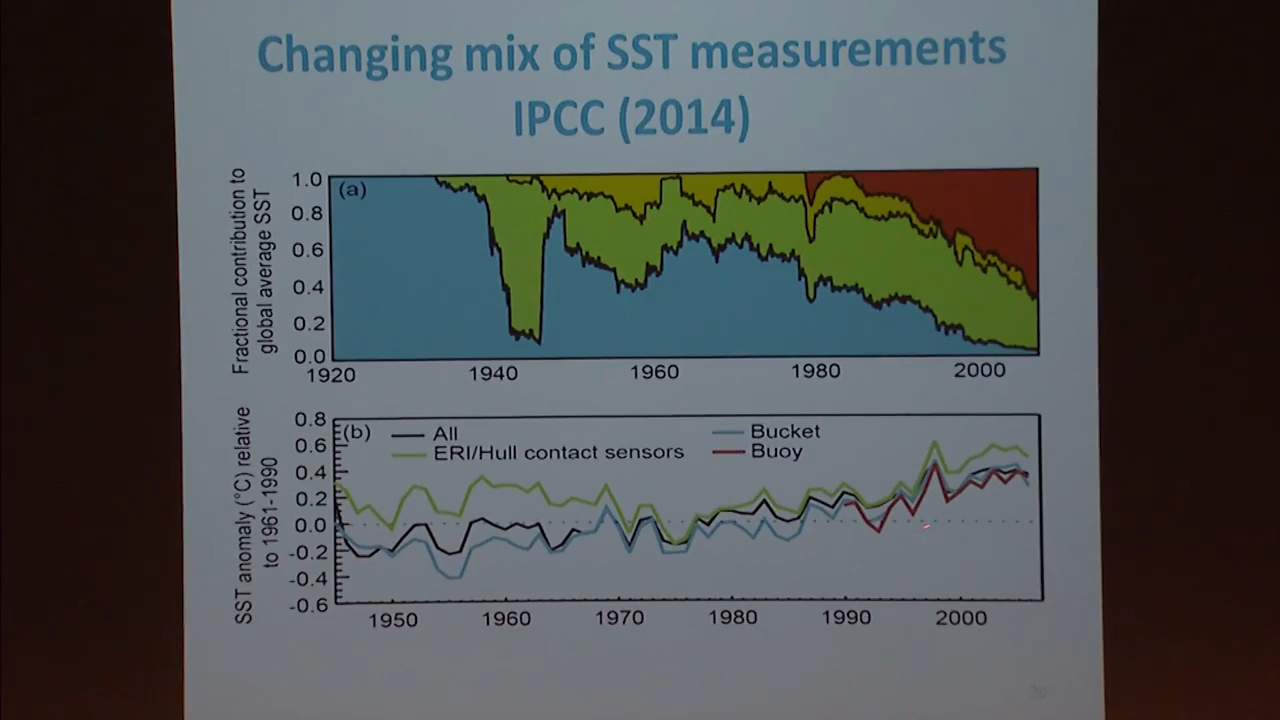 Changing mix of SST measurements
IPCC (2014)
Fractional contribution to
global average SST
(a)
1.0
0.8
0.6
0.4
0.2
0.0
1920 1940 1960 1980 2000
SST anomaly (°C) relative
to 1961-1990
(b)
All
ERI/Hull contact sensors
Bucket
Buoy
0.8
0.6
0.4
0.2
0.0
-0.2
-0.4
-0.6
1950 1960 1970 1980 1990 2000